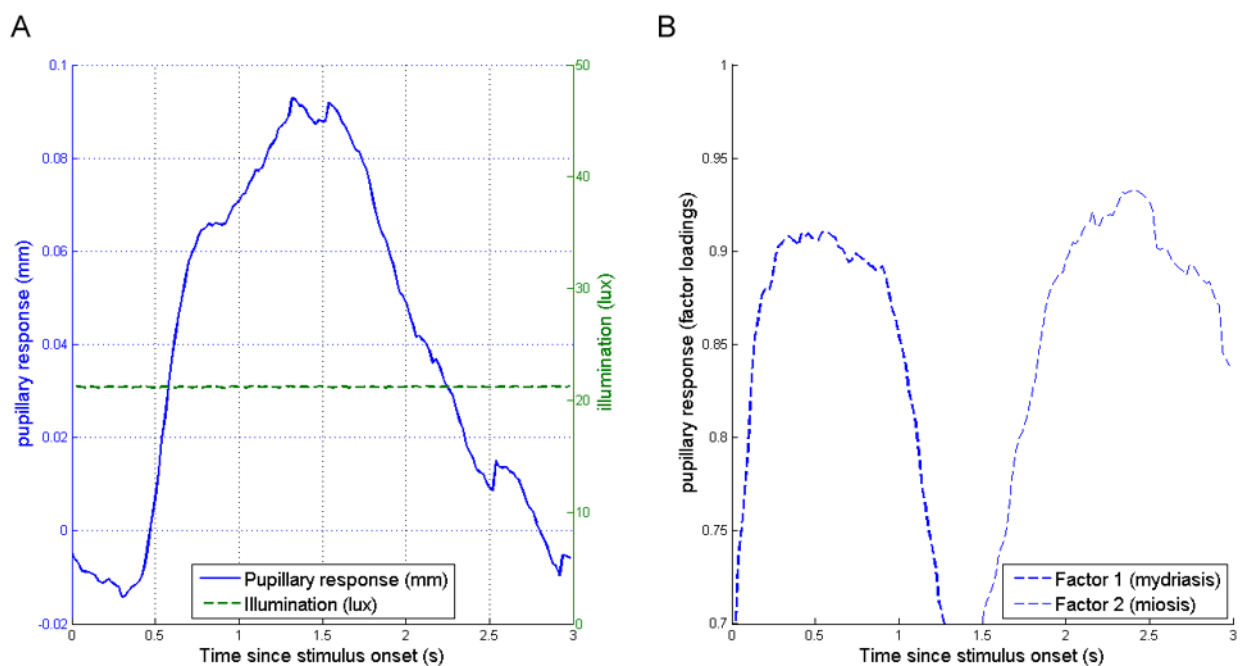 A
B
0.1
0.08
0.06
0.04
0.02
0
-0.02
pupillary response (mm)
50
40
30
20
10
0
illumination (lux)
Pupillary response (mm)
Illumination (lux)
0 0.5 1 1.5 2 2.5 3
Time since stimulus onset (s)
1
0.95
0.9
0.85
0.8
0.75
0.7
pupillary response (factor loadings)
Factor 1 (mydriasis)
Factor 2 (miosis)
0 0.5 1 1.5 2 2.5 3
Time since stimulus onset (s)